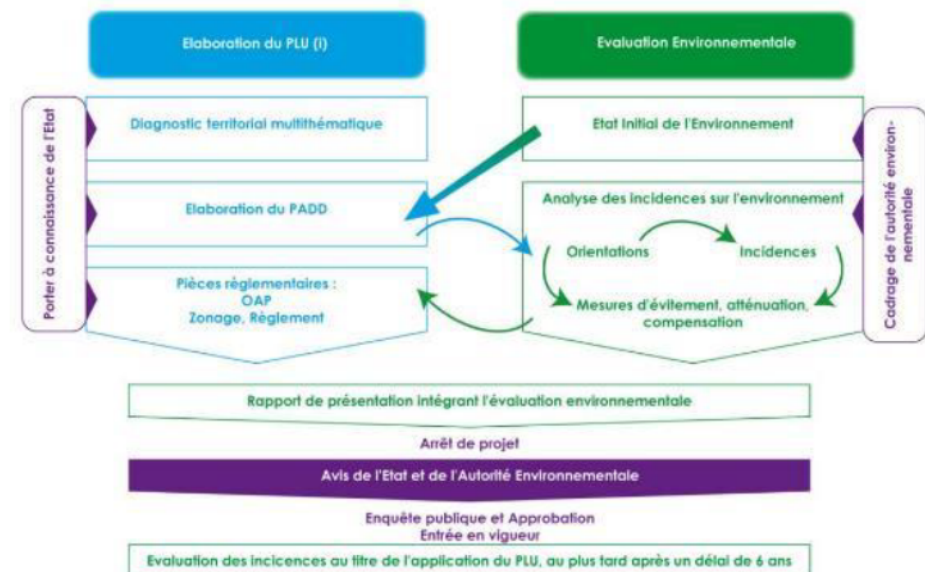 Elaboration du PLU (i)
Evaluation Environnementale
Porter à connaissance de l'Etat
Diagnostic territorial multithématique
Etat Initial de l'Environnement
Cadrage de l'autorité environ-
nementale
Elaboration du PADD
Analyse des incidences sur l'environnement
Orientations
Incidences
Pièces règlementaires :
OAP
Zonage, Règlement
Mesures d'évitement, atténuation,
compensation
Rapport de présentation intégrant l'évaluation environnementale
Arrêt de projet
Avis de l'Etat et de l'Autorité Environnementale
Enquête publique et Approbation
Entrée en vigueur
Evaluation des incicences au titre de l'application du PLU, au plus tard après un délai de 6 ans